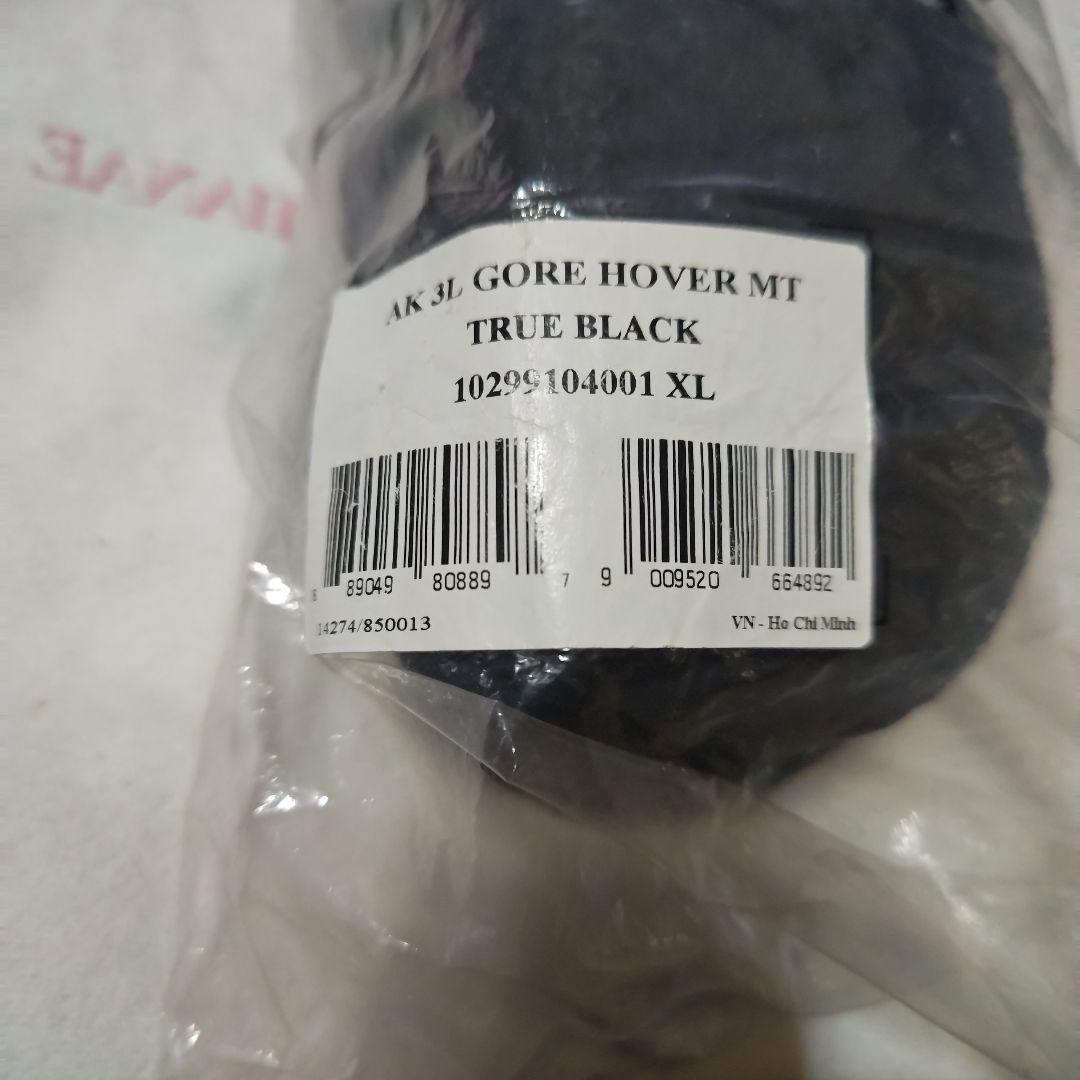 HANAE
AK 3L GORE HOVER MT
TRUE BLACK
10299104001 XL
8 89049 80889 7
9 009520 664892
14274/850013
VN - Ho Chi Minh